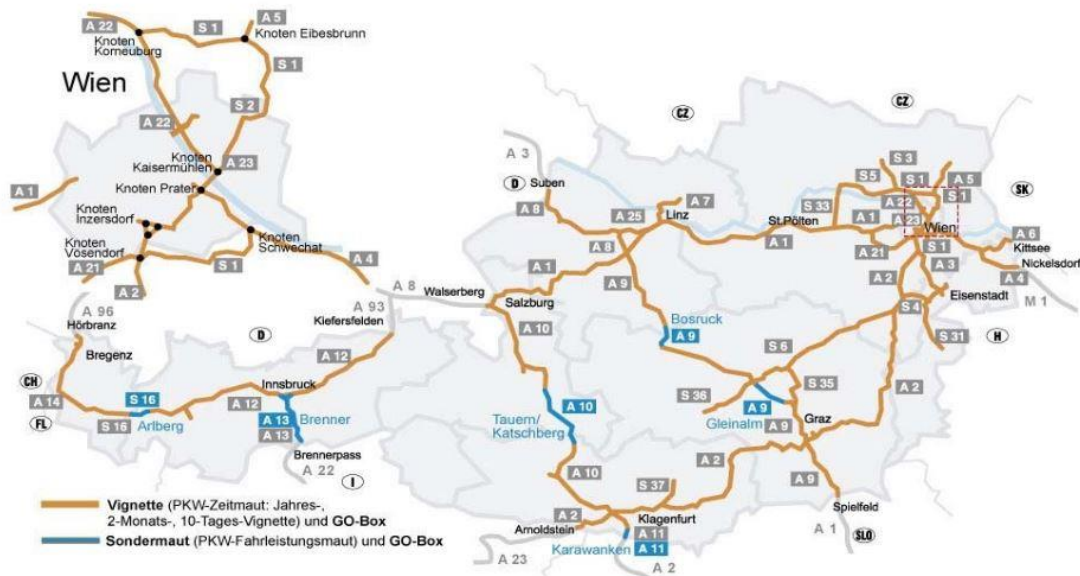 A 22
S 1
A 5
Knoten
Korneuburg
Knoten Eibesbrunn
S 1
Wien
S 2
A 22
Knoten
Kaisermühlen
A 23
A 1
Knoten Prater
Knoten
Inzersdorf
Knoten
Vösendorf
Knoten
Schwechat
A 21
S 1
A 4
A 2
CZ
CZ
A 3
D
Suben
A 8
A 25
Linz
A 7
S 3
S 5
S 1
A 5
SK
S 1
A 22
S 33
St.Pölten
A 1
A 23
Wien
A 6
Kittsee
A 8
A 1
A 21
S 1
A 3
Nickelsdorf
A 4
A 2
M 1
A 1
A 9
Eisenstadt
S 4
A 96
A 93
A 8
Walserberg
Salzburg
Hörbranz
Kiefersfelden
D
Bosruck
A 9
A 10
S 31
H
Bregenz
A 12
S 6
CH
Innsbruck
S 35
A 2
A 14
S 16
A 12
A 13
Brenner
S 36
A 10
A 9
Graz
FL
S 16
Arlberg
A 13
Tauern/
Katschberg
Gleinalm
A 9
Brennerpass
A 22
I
A 10
A 2
A 9
S 37
Spielfeld
Vignette (PKW-Zeitmaut: Jahres-,
2-Monats-, 10-Tages-Vignette) und GO-Box
Sondermaut (PKW-Fahrleistungsmaut) und GO-Box
A 2
Arnoldstein
Klagenfurt
A 11
A 1
SLO
Karawanken
A 11
A 23
A 2